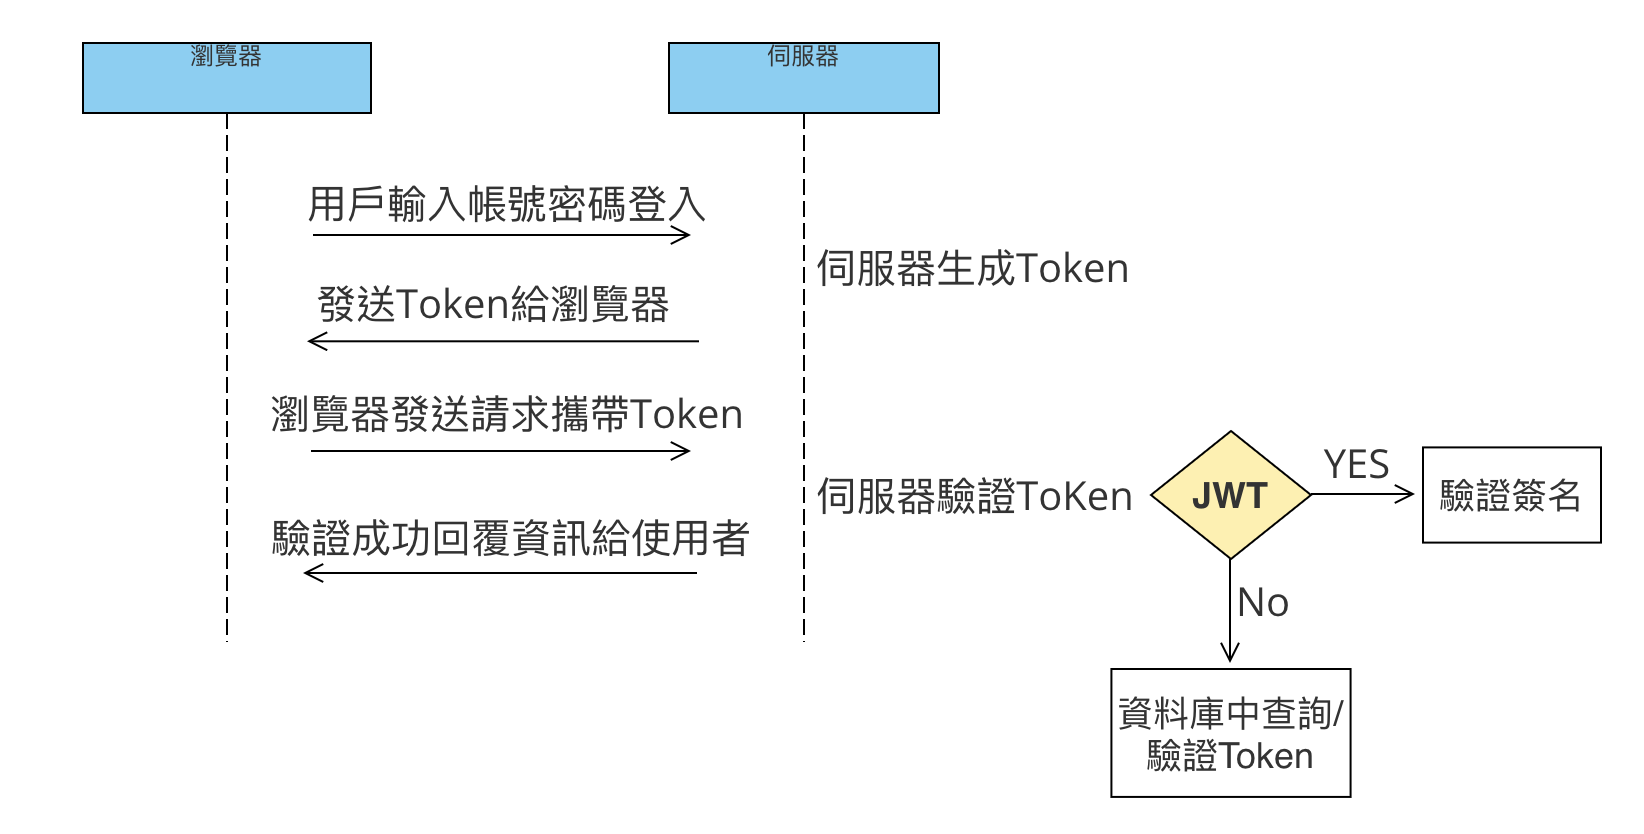 瀏覽器
伺服器
用戶輸入帳號密碼登入
伺服器生成Token
發送Token給瀏覽器
瀏覽器發送請求攜帶Token
伺服器驗證ToKen
JWT
YES
驗證簽名
驗證成功回覆資訊給使用者
No
資料庫中查詢/
驗證Token